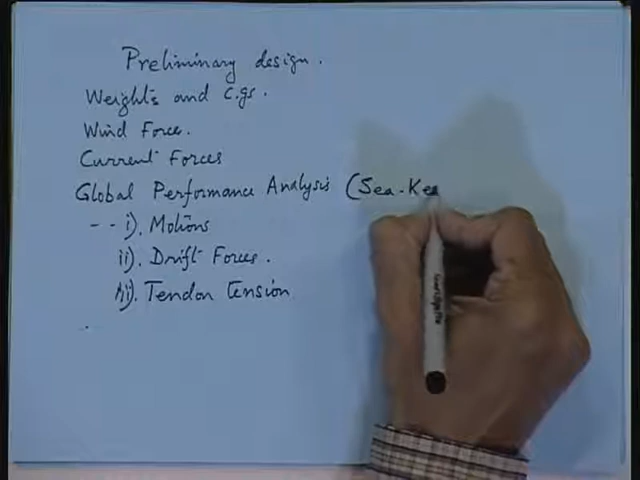 Preliminary design.
Weights and c.gs.
Wind Force.
Current Forces
Global Performance Analysis (Sea-Kee
-- i). Motions
ii). Drift Forces.
iii). Tendon Tension